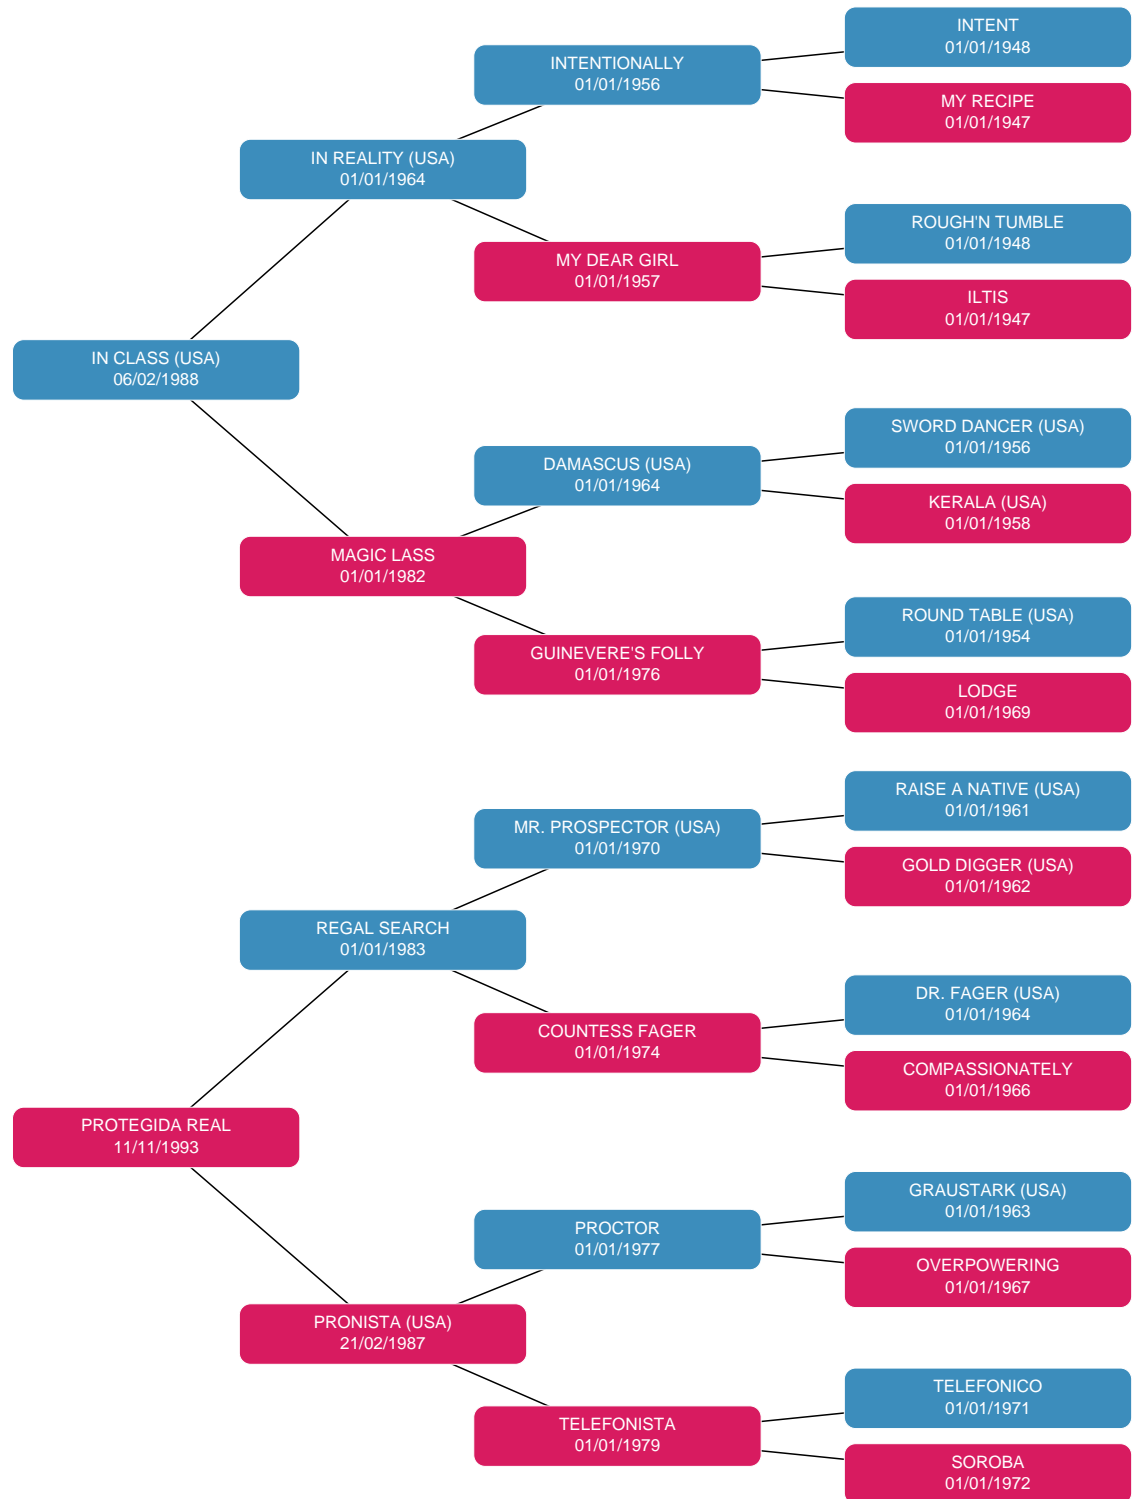 INTENT
01/01/1948
INTENTIONALLY
01/01/1956
MY RECIPE
01/01/1947
IN REALITY (USA)
01/01/1964
ROUGH'N TUMBLE
01/01/1948
MY DEAR GIRL
01/01/1957
ILTIS
01/01/1947
IN CLASS (USA)
06/02/1988
SWORD DANCER (USA)
01/01/1956
DAMASCUS (USA)
01/01/1964
KERALA (USA)
01/01/1958
MAGIC LASS
01/01/1982
ROUND TABLE (USA)
01/01/1954
GUINEVERE'S FOLLY
01/01/1976
LODGE
01/01/1969
RAISE A NATIVE (USA)
01/01/1961
MR. PROSPECTOR (USA)
01/01/1970
GOLD DIGGER (USA)
01/01/1962
REGAL SEARCH
01/01/1983
DR. FAGER (USA)
01/01/1964
COUNTESS FAGER
01/01/1974
COMPASSIONATELY
01/01/1966
PROTEGIDA REAL
11/11/1993
GRAUSTARK (USA)
01/01/1963
PROCTOR
01/01/1977
OVERPOWERING
01/01/1967
PRONISTA (USA)
21/02/1987
TELEFONICO
01/01/1971
TELEFONISTA
01/01/1979
SOROBA
01/01/1972